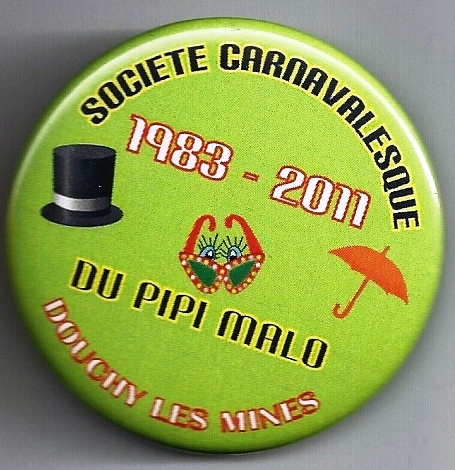 SOCIETE CARNAVALESQUE
1983 - 2011
DU PIPI MALO
DOUCHY LES MINES